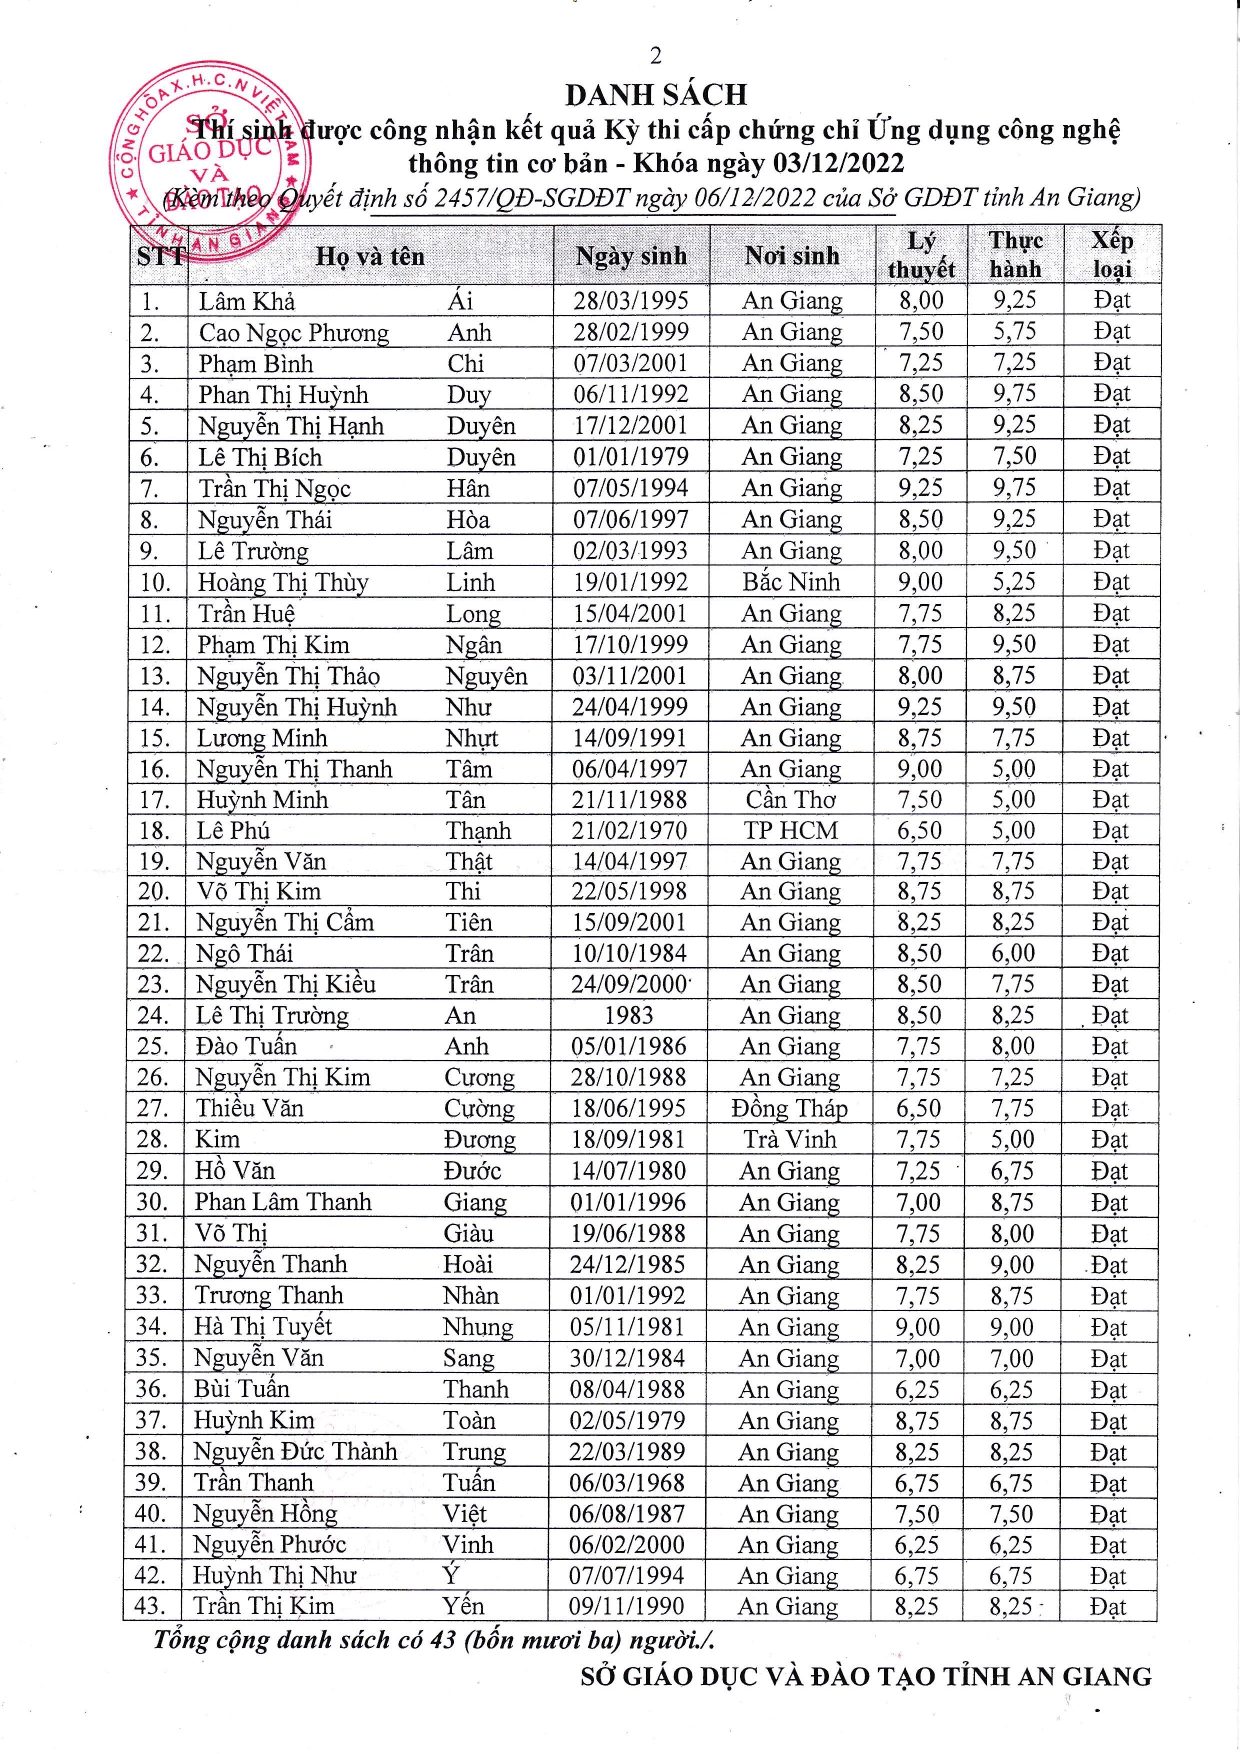 2
DANH SÁCH
Thí sinh được công nhận kết quả Kỳ thi cấp chứng chỉ Ứng dụng công nghệ
thông tin cơ bản - Khóa ngày 03/12/2022
(Kèm theo Quyết định số 2457/QĐ-SGDĐT ngày 06/12/2022 của Sở GDĐT tỉnh An Giang)
CỘNG HÒA X.H.C.N VIỆT NAM
SỞ
GIÁO DỤC
VÀ
ĐÀO TẠO
★ TỈNH AN GIANG ★
STT Họ và tên Ngày sinh Nơi sinh Lý thuyết Thực hành Xếp loại
1. Lâm Khả Ái 28/03/1995 An Giang 8,00 9,25 Đạt
2. Cao Ngọc Phương Anh 28/02/1999 An Giang 7,50 5,75 Đạt
3. Phạm Bình Chi 07/03/2001 An Giang 7,25 7,25 Đạt
4. Phan Thị Huỳnh Duy 06/11/1992 An Giang 8,50 9,75 Đạt
5. Nguyễn Thị Hạnh Duyên 17/12/2001 An Giang 8,25 9,25 Đạt
6. Lê Thị Bích Duyên 01/01/1979 An Giang 7,25 7,50 Đạt
7. Trần Thị Ngọc Hân 07/05/1994 An Giang 9,25 9,75 Đạt
8. Nguyễn Thái Hòa 07/06/1997 An Giang 8,50 9,25 Đạt
9. Lê Trường Lâm 02/03/1993 An Giang 8,00 9,50 Đạt
10. Hoàng Thị Thùy Linh 19/01/1992 Bắc Ninh 9,00 5,25 Đạt
11. Trần Huệ Long 15/04/2001 An Giang 7,75 8,25 Đạt
12. Phạm Thị Kim Ngân 17/10/1999 An Giang 7,75 9,50 Đạt
13. Nguyễn Thị Thảo Nguyên 03/11/2001 An Giang 8,00 8,75 Đạt
14. Nguyễn Thị Huỳnh Như 24/04/1999 An Giang 9,25 9,50 Đạt
15. Lương Minh Nhựt 14/09/1991 An Giang 8,75 7,75 Đạt
16. Nguyễn Thị Thanh Tâm 06/04/1997 An Giang 9,00 5,00 Đạt
17. Huỳnh Minh Tân 21/11/1988 Cần Thơ 7,50 5,00 Đạt
18. Lê Phú Thạnh 21/02/1970 TP HCM 6,50 5,00 Đạt
19. Nguyễn Văn Thật 14/04/1997 An Giang 7,75 7,75 Đạt
20. Võ Thị Kim Thi 22/05/1998 An Giang 8,75 8,75 Đạt
21. Nguyễn Thị Cẩm Tiên 15/09/2001 An Giang 8,25 8,25 Đạt
22. Ngô Thái Trân 10/10/1984 An Giang 8,50 6,00 Đạt
23. Nguyễn Thị Kiều Trân 24/09/2000 An Giang 8,50 7,75 Đạt
24. Lê Thị Trường An 1983 An Giang 8,50 8,25 Đạt
25. Đào Tuấn Anh 05/01/1986 An Giang 7,75 8,00 Đạt
26. Nguyễn Thị Kim Cương 28/10/1988 An Giang 7,75 7,25 Đạt
27. Thiều Văn Cường 18/06/1995 Đồng Tháp 6,50 7,75 Đạt
28. Kim Đương 18/09/1981 Trà Vinh 7,75 5,00 Đạt
29. Hồ Văn Đước 14/07/1980 An Giang 7,25 6,75 Đạt
30. Phan Lâm Thanh Giang 01/01/1996 An Giang 7,00 8,75 Đạt
31. Võ Thị Giàu 19/06/1988 An Giang 7,75 8,00 Đạt
32. Nguyễn Thanh Hoài 24/12/1985 An Giang 8,25 9,00 Đạt
33. Trương Thanh Nhàn 01/01/1992 An Giang 7,75 8,75 Đạt
34. Hà Thị Tuyết Nhung 05/11/1981 An Giang 9,00 9,00 Đạt
35. Nguyễn Văn Sang 30/12/1984 An Giang 7,00 7,00 Đạt
36. Bùi Tuấn Thanh 08/04/1988 An Giang 6,25 6,25 Đạt
37. Huỳnh Kim Toàn 02/05/1979 An Giang 8,75 8,75 Đạt
38. Nguyễn Đức Thành Trung 22/03/1989 An Giang 8,25 8,25 Đạt
39. Trần Thanh Tuấn 06/03/1968 An Giang 6,75 6,75 Đạt
40. Nguyễn Hồng Việt 06/08/1987 An Giang 7,50 7,50 Đạt
41. Nguyễn Phước Vinh 06/02/2000 An Giang 6,25 6,25 Đạt
42. Huỳnh Thị Như Ý 07/07/1994 An Giang 6,75 6,75 Đạt
43. Trần Thị Kim Yến 09/11/1990 An Giang 8,25 8,25 Đạt
Tổng cộng danh sách có 43 (bốn mươi ba) người./.
SỞ GIÁO DỤC VÀ ĐÀO TẠO TỈNH AN GIANG